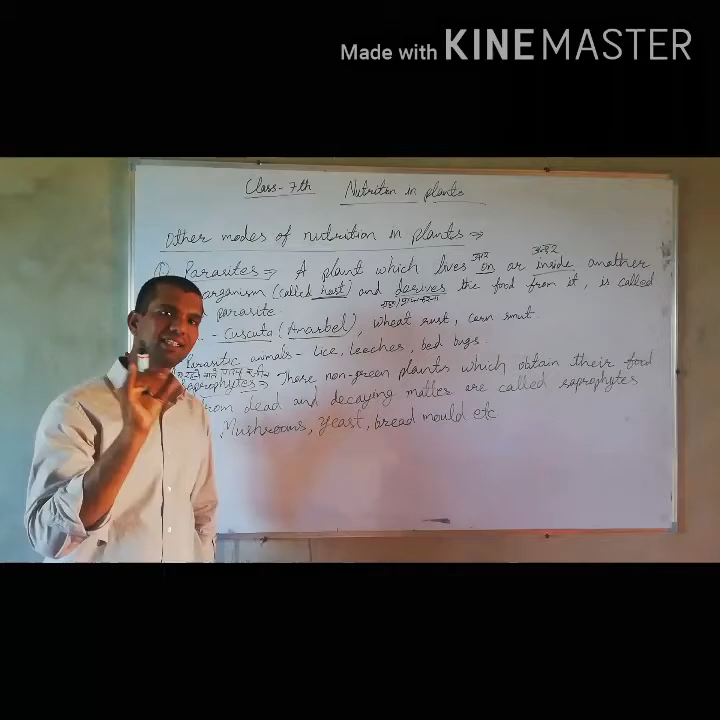 Made with KINEMASTER
Class-7th Nutrition in plants
Other modes of nutrition in plants ⇒
① Parasites ⇒ A plant which lives on or inside another
ऊपर अन्दर
organism (called host) and derives the food from it, is called
parasite.
- Cuscuta (Amarbel), wheat rust, corn smut.
Parasitic animals - Lice, leeches, bed bugs.
Saprophytes ⇒ These non-green plants which obtain their food
from dead and decaying matter are called saprophytes
Mushrooms, Yeast, bread mould etc